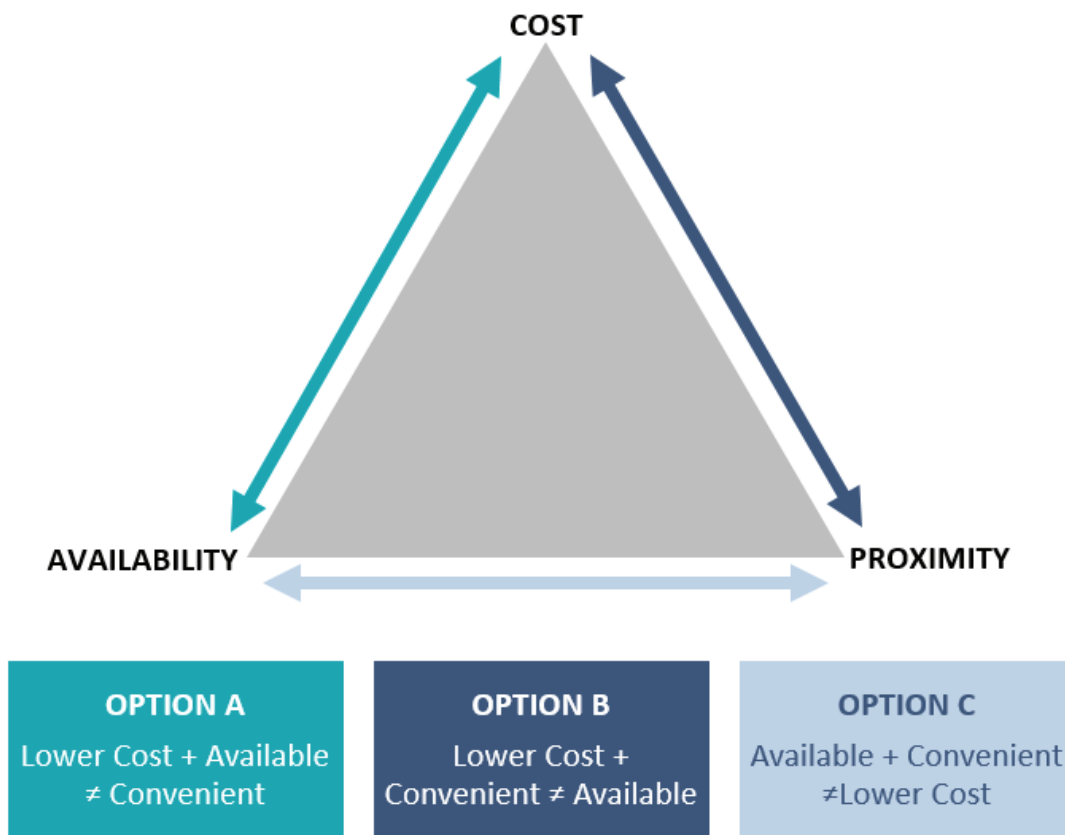 COST
AVAILABILITY
PROXIMITY
OPTION A
Lower Cost + Available
≠ Convenient
OPTION B
Lower Cost +
Convenient ≠ Available
OPTION C
Available + Convenient
≠Lower Cost